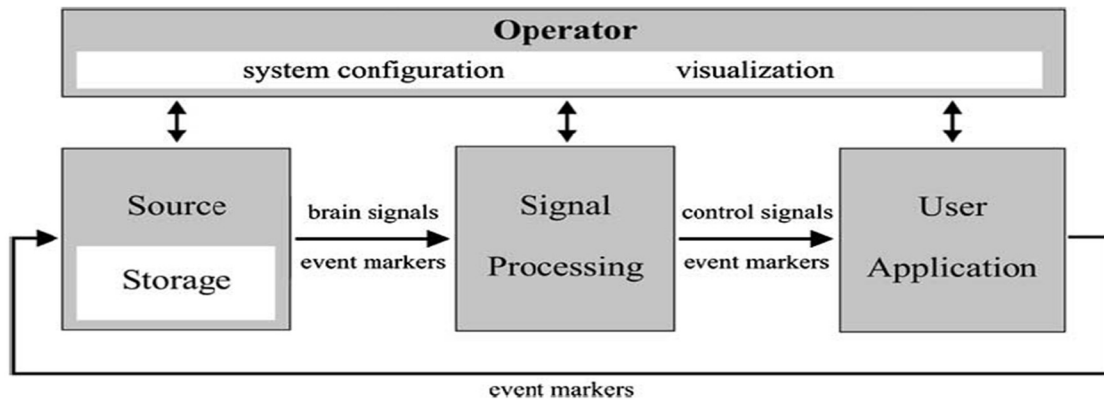 Operator
system configuration visualization
Source
Storage
brain signals
event markers
Signal
Processing
control signals
event markers
User
Application
event markers